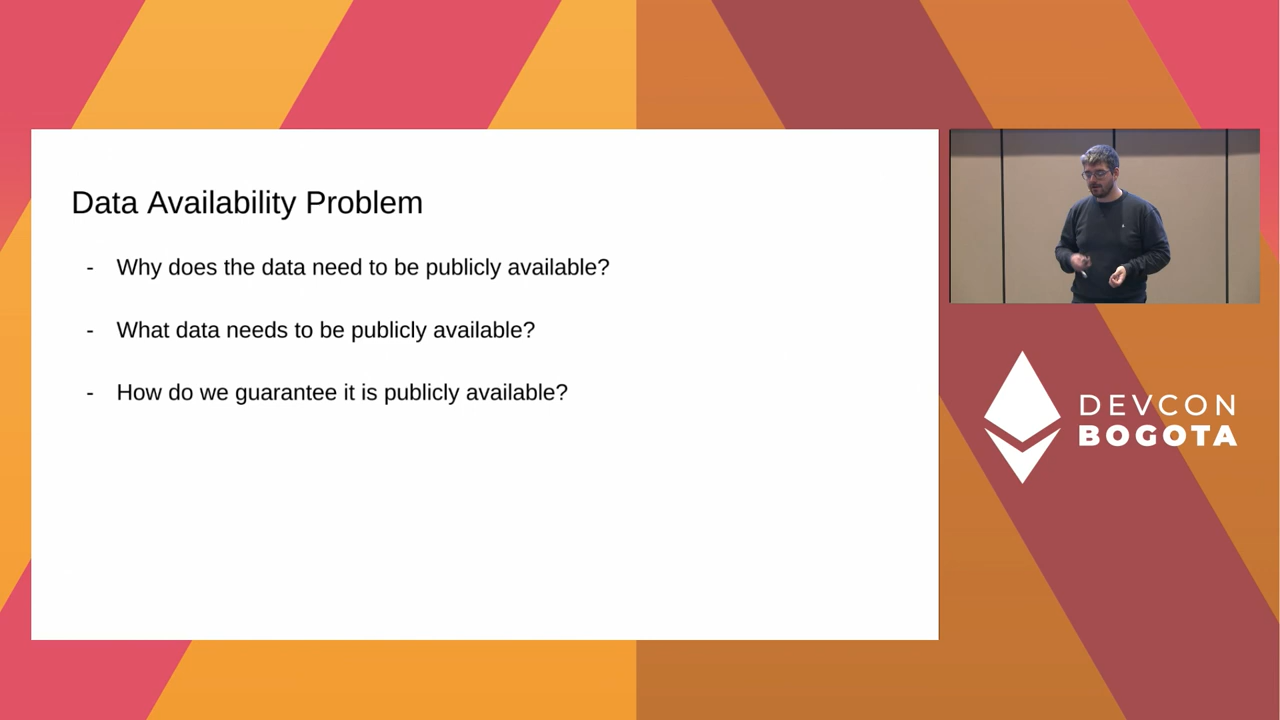 Data Availability Problem
- Why does the data need to be publicly available?
- What data needs to be publicly available?
- How do we guarantee it is publicly available?
DEVCON
BOGOTA